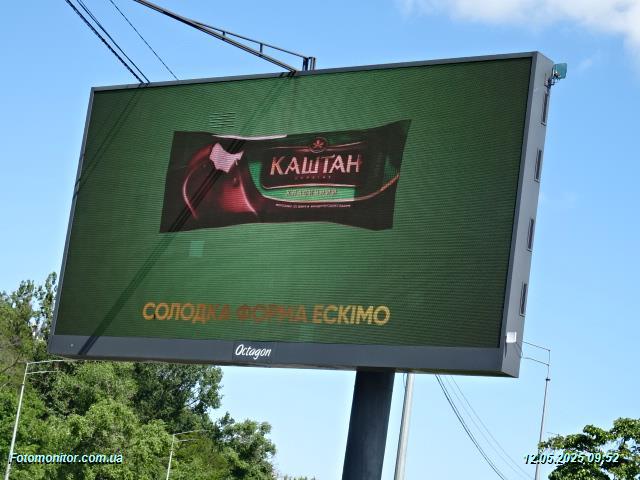 КАШТАН
СОЛОДКА ФОРМА ЕСКІМО
Octagon
Fotomonitor.com.ua
12.05.2025 09:52